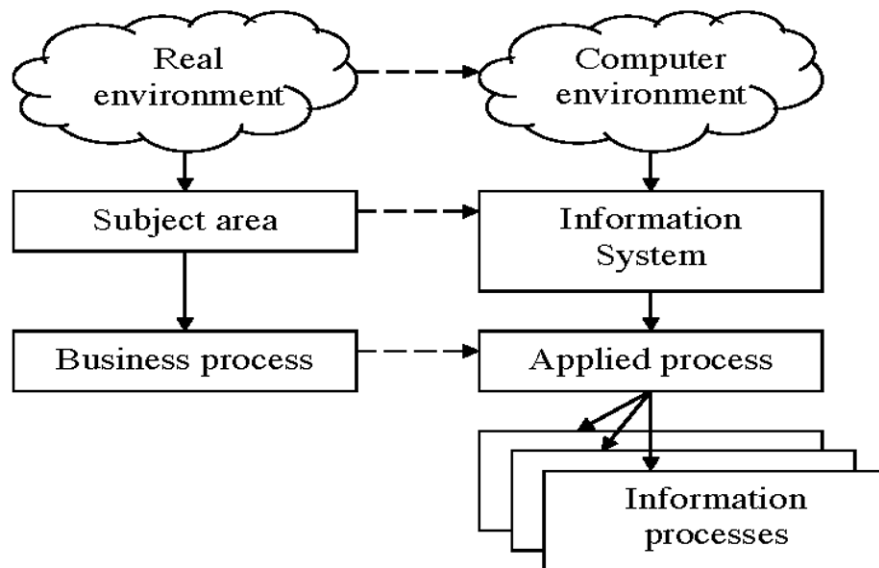 Real
environment
Computer
environment
Subject area
Information
System
Business process
Applied process
Information
processes